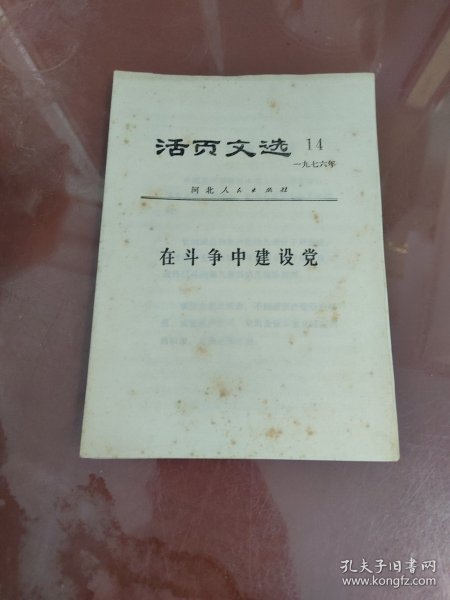 活页文选 14
一九七六年
河北人民出版社
在斗争中建设党
孔夫子旧书网
www.kongfz.com